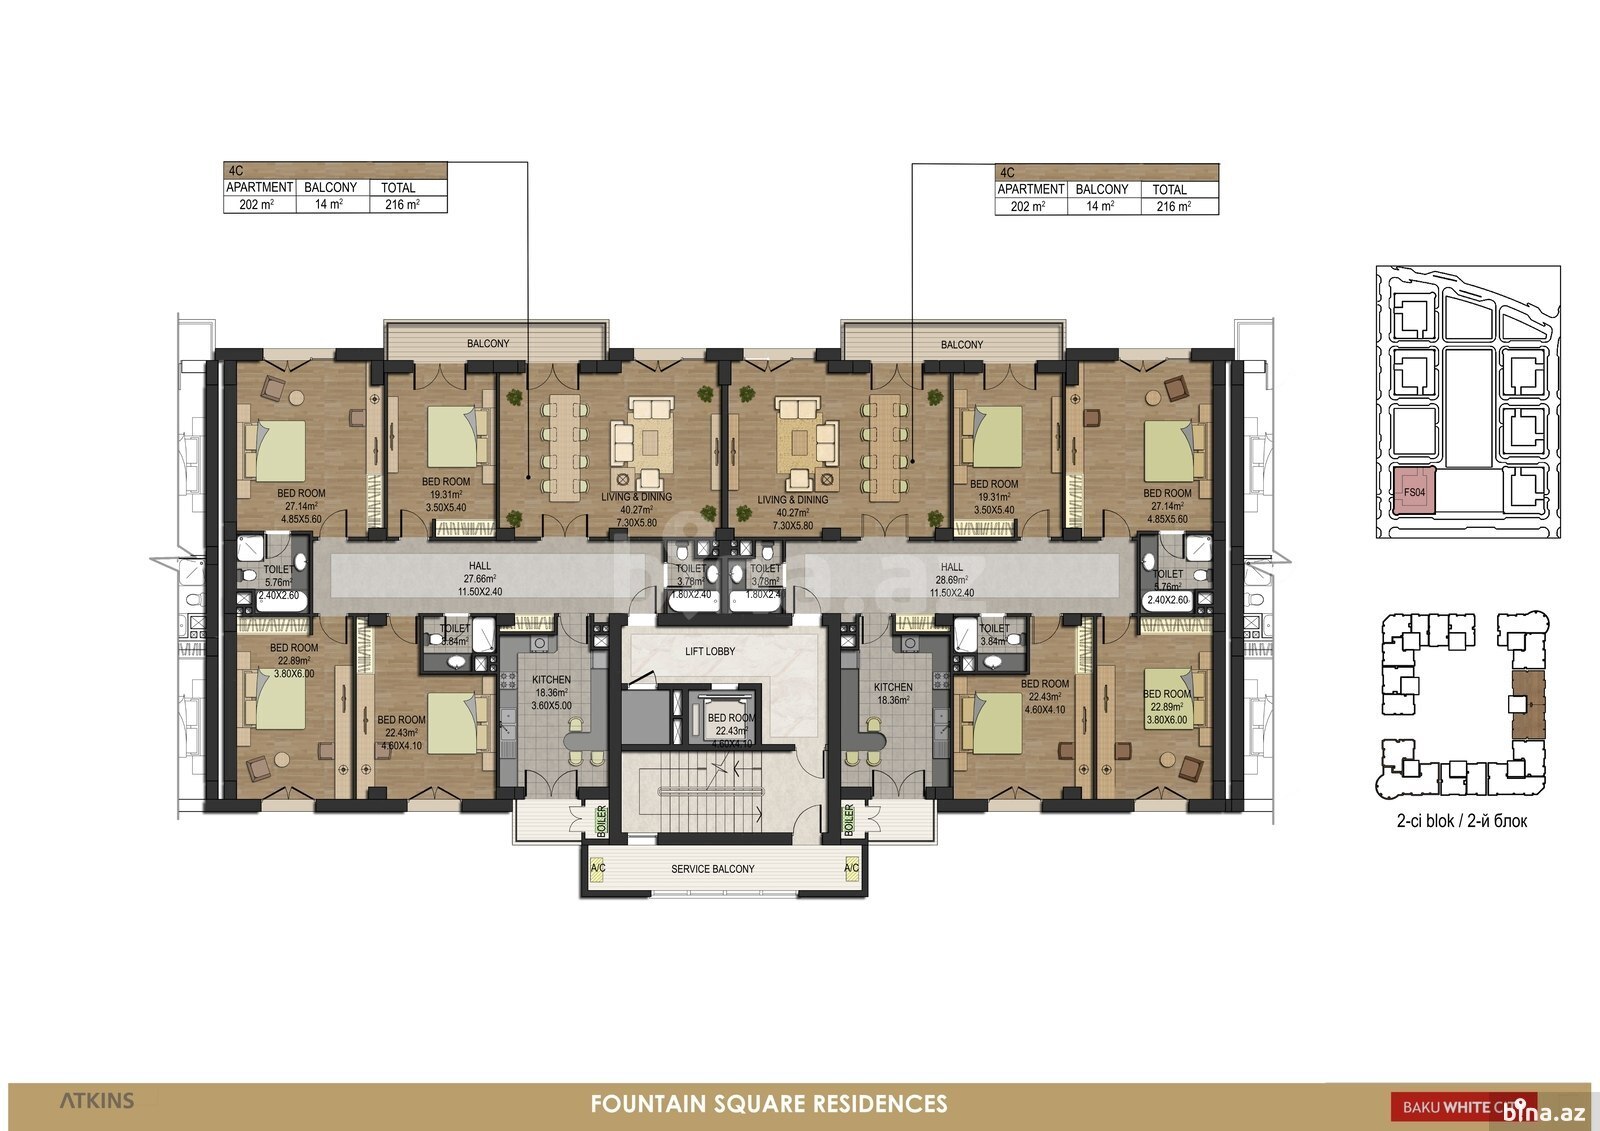 4C
APARTMENT BALCONY TOTAL
202 m² 14 m² 216 m²
4C
APARTMENT BALCONY TOTAL
202 m² 14 m² 216 m²
BALCONY
BALCONY
BED ROOM
27.14m²
4.85X5.60
BED ROOM
19.31m²
3.50X5.40
LIVING & DINING
40.27m²
7.30X5.80
LIVING & DINING
40.27m²
7.30X5.80
BED ROOM
19.31m²
3.50X5.40
BED ROOM
27.14m²
4.85X5.60
FS04
TOILET
5.76m²
2.40X2.60
HALL
27.66m²
11.50X2.40
TOILET
3.78m²
1.80X2.40
TOILET
3.78m²
1.80X2.4
HALL
28.69m²
11.50X2.40
TOILET
5.76m²
2.40X2.60
bina.az
BED ROOM
22.89m²
3.80X6.00
TOILET
3.84m²
BED ROOM
22.43m²
4.60X4.10
KITCHEN
18.36m²
3.60X5.00
LIFT LOBBY
BED ROOM
22.43m²
4.60X4.10
KITCHEN
18.36m²
TOILET
3.84m²
BED ROOM
22.43m²
4.60X4.10
BED ROOM
22.89m²
3.80X6.00
BOILER
BOILER
A/C
SERVICE BALCONY
A/C
2-ci blok / 2-й блок
ATKINS
FOUNTAIN SQUARE RESIDENCES
BAKU WHITE CITY
bina.az